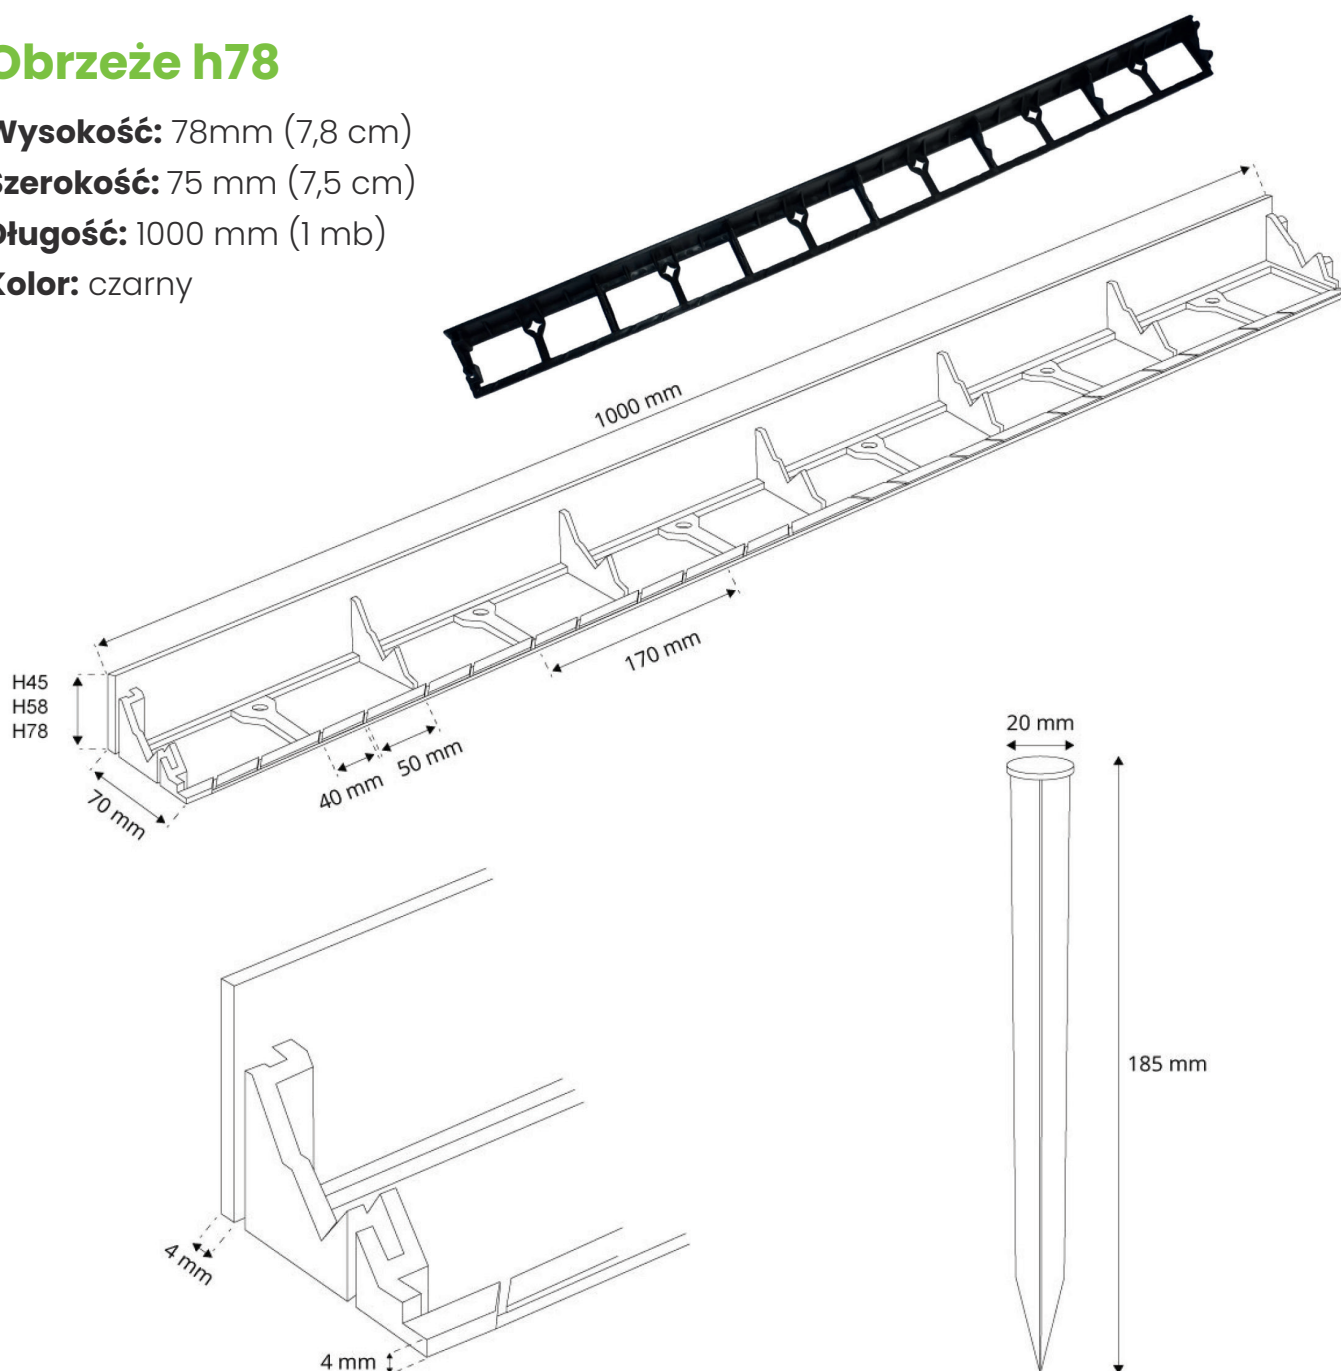 Obrzeże h78
Wysokość: 78mm (7,8 cm)
Szerokość: 75 mm (7,5 cm)
Długość: 1000 mm (1 mb)
Kolor: czarny
1000 mm
170 mm
H45
H58
H78
50 mm
40 mm
70 mm
20 mm
185 mm
4 mm
4 mm